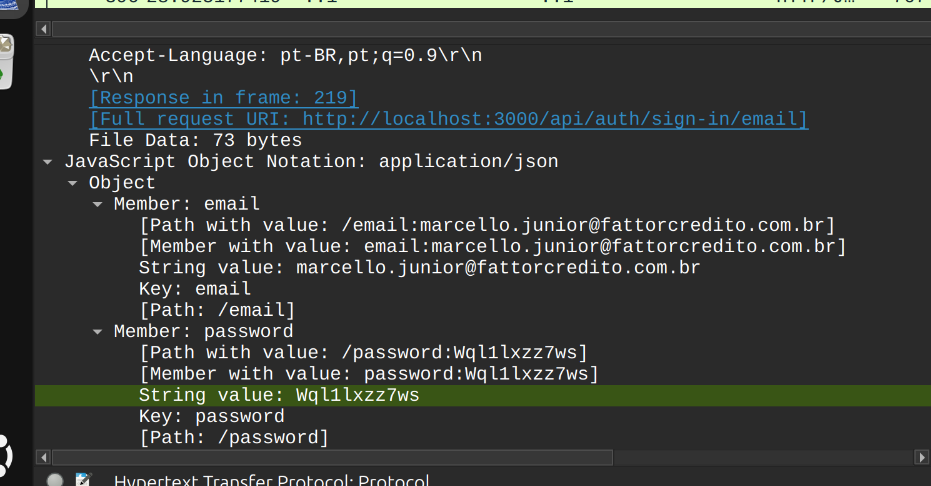 Accept-Language: pt-BR,pt;q=0.9\r\n
\r\n
[Response in frame: 219]
[Full request URI: http://localhost:3000/api/auth/sign-in/email]
File Data: 73 bytes
JavaScript Object Notation: application/json
Object
Member: email
[Path with value: /email:marcello.junior@fattorcredito.com.br]
[Member with value: email:marcello.junior@fattorcredito.com.br]
String value: marcello.junior@fattorcredito.com.br
Key: email
[Path: /email]
Member: password
[Path with value: /password:Wql1lxzz7ws]
[Member with value: password:Wql1lxzz7ws]
String value: Wql1lxzz7ws
Key: password
[Path: /password]
Hypertext Transfer Protocol: Protocol